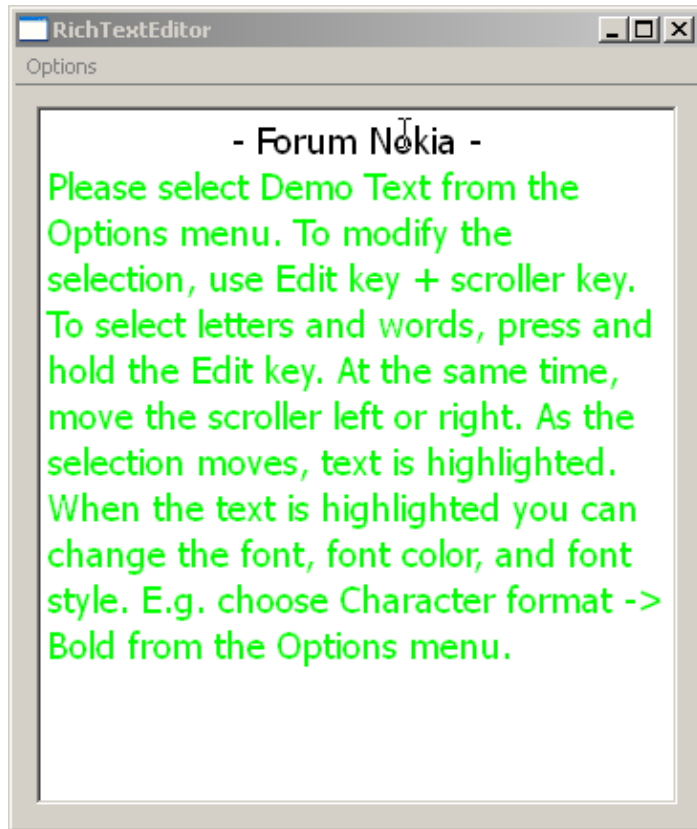 RichTextEditor
Options
- Forum Nokia -
Please select Demo Text from the
Options menu. To modify the
selection, use Edit key + scroller key.
To select letters and words, press and
hold the Edit key. At the same time,
move the scroller left or right. As the
selection moves, text is highlighted.
When the text is highlighted you can
change the font, font color, and font
style. E.g. choose Character format ->
Bold from the Options menu.